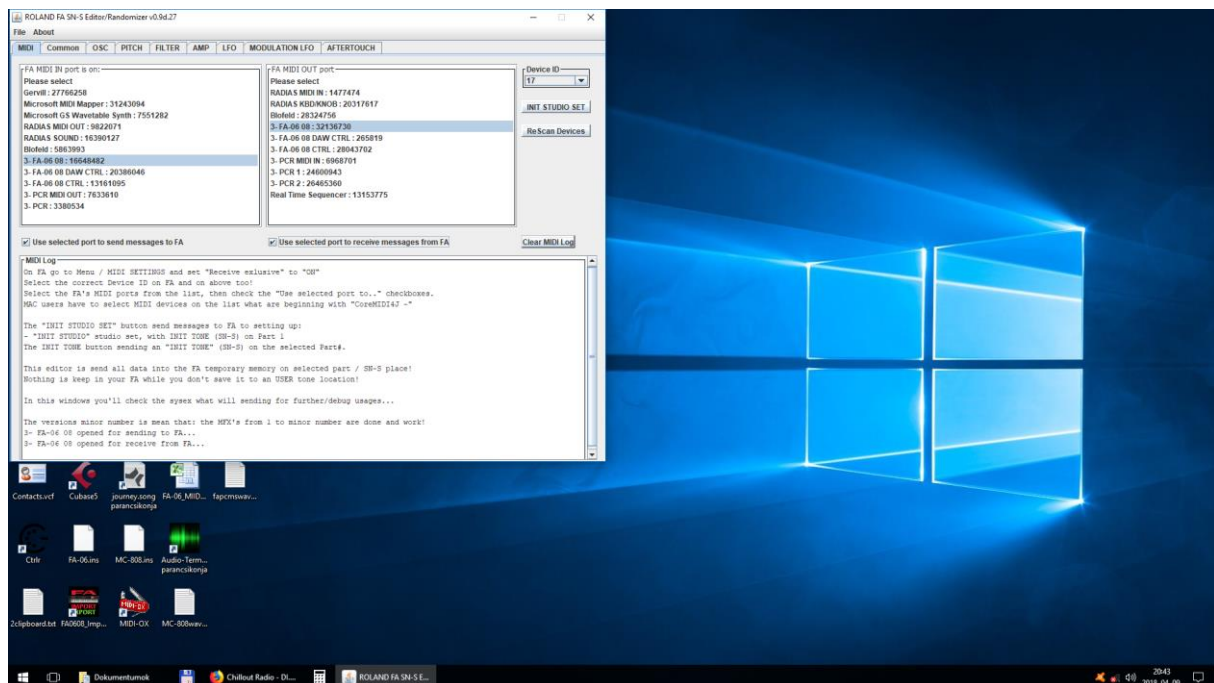 ROLAND FA SN-S Editor/Randomizer v0.9d.27
File About
MIDI Common OSC PITCH FILTER AMP LFO MODULATION LFO AFTERTOUCH
FA MIDI IN port is on:
Please select
Gervill : 27766258
Microsoft MIDI Mapper : 31243094
Microsoft GS Wavetable Synth : 7551282
RADIAS MIDI OUT : 9822071
RADIAS SOUND : 16390127
Blofeld : 5863993
3- FA-06 08 : 16648482
3- FA-06 08 DAW CTRL : 20386046
3- FA-06 08 CTRL : 13161095
3- PCR MIDI OUT : 7633610
3- PCR : 3380534
FA MIDI OUT port
Please select
RADIAS MIDI IN : 1477474
RADIAS KBD/KNOB : 20317617
Blofeld : 28324756
3- FA-06 08 : 32136730
3- FA-06 08 DAW CTRL : 265819
3- FA-06 08 CTRL : 28043702
3- PCR MIDI IN : 6968701
3- PCR 1 : 24600943
3- PCR 2 : 26465360
Real Time Sequencer : 13153775
Device ID
17
INIT STUDIO SET
ReScan Devices
Use selected port to send messages to FA
Use selected port to receive messages from FA
Clear MIDI Log
MIDI Log
On FA go to Menu / MIDI SETTINGS and set "Receive exlusive" to "ON"
Select the correct Device ID on FA and on above too!
Select the FA's MIDI ports from the list, then check the "Use selected port to.." checkboxes.
MAC users have to select MIDI devices on the list what are beginning with "CoreMIDI4J -"
The "INIT STUDIO SET" button send messages to FA to setting up:
- "INIT STUDIO" studio set, with INIT TONE (SN-S) on Part 1
The INIT TONE button sending an "INIT TONE" (SN-S) on the selected Part#.
This editor is send all data into the FA temporary memory on selected part / SN-S place!
Nothing is keep in your FA while you don't save it to an USER tone location!
In this windows you'll check the sysex what will sending for further/debug usages...
The versions minor number is mean that: the MFX's from 1 to minor number are done and work!
3- FA-06 08 opened for sending to FA...
3- FA-06 08 opened for receive from FA...
Contacts.vcf
Cubase5
journey.song
parancsikonja
FA-06_MIID...
fapcmswav...
Ctrlr
FA-06.ins
MC-808.ins
Audio-Term...
parancsikonja
2clipboard.txt
FA0608_Imp...
MIDI-OX
MC-808wav...
Dokumentumok
Chillout Radio - DI....
ROLAND FA SN-S E...
20:43
2018. 04. 09.